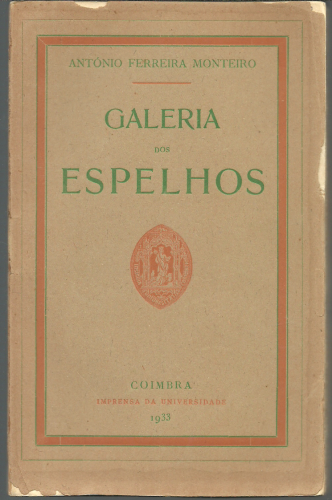 ANTÓNIO FERREIRA MONTEIRO
GALERIA
DOS
ESPELHOS
COIMBRA
IMPRENSA DA UNIVERSIDADE
1933